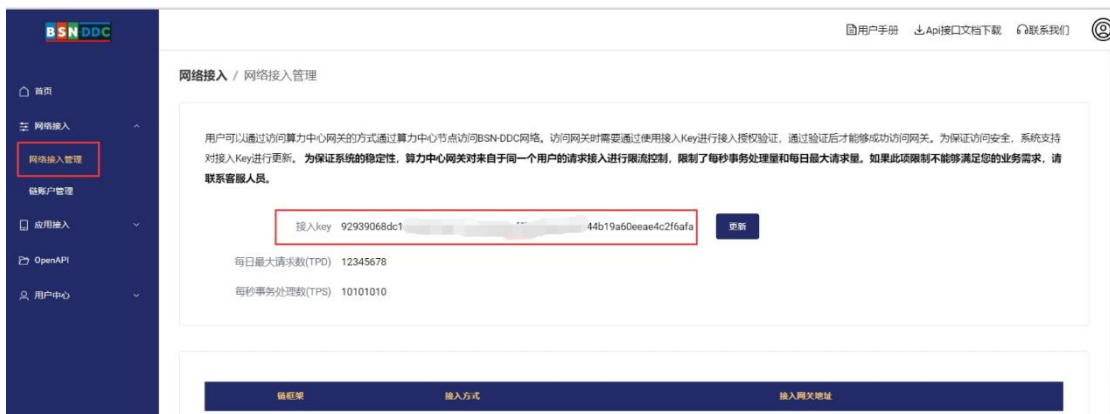 BSN-DDC
用户手册 Api接口文档下载 联系我们
网络接入 / 网络接入管理
首页
网络接入
网络接入管理
链账户管理
应用接入
OpenAPI
用户中心
用户可以通过访问算力中心网关的方式通过算力中心节点访问BSN-DDC网络。访问网关时需要通过使用接入Key进行接入授权验证，通过验证后才能够成功访问网关。为保证访问安全，系统支持
对接入Key进行更新。为保证系统的稳定性，算力中心网关对来自于同一个用户的请求接入进行限流控制，限制了每秒事务处理量和每日最大请求量。如果此项限制不能够满足您的业务需求，请
联系客服人员。
接入key 92939068dc1 44b19a60eeae4c2f6afa 更新
每日最大请求数(TPD) 12345678
每秒事务处理数(TPS) 10101010
链框架 接入方式 接入网关地址